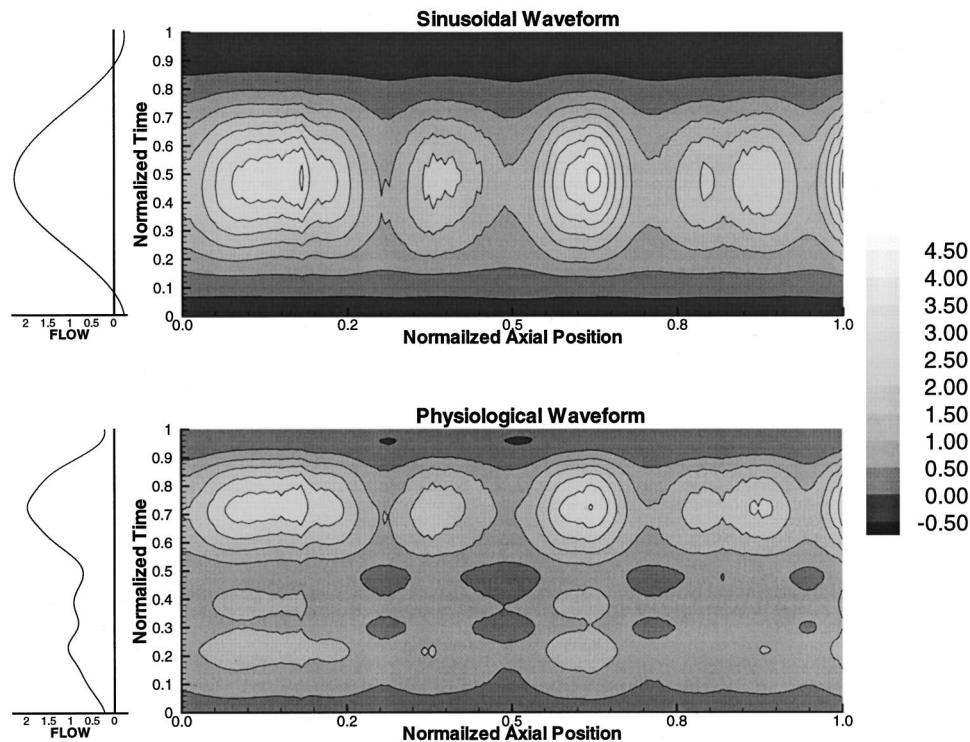 Sinusoidal Waveform
1
0.9
0.8
0.7
0.6
0.5
0.4
0.3
0.2
0.1
0
Normalized Time
2 1.5 1 0.5 0
FLOW
0.0 0.2 0.5 0.8 1.0
Normailzed Axial Position
4.50
4.00
3.50
3.00
2.50
2.00
1.50
1.00
0.50
0.00
-0.50
Physiological Waveform
1
0.9
0.8
0.7
0.6
0.5
0.4
0.3
0.2
0.1
0
Normalized Time
2 1.5 1 0.5 0
FLOW
0.0 0.2 0.5 0.8 1.0
Normailzed Axial Position